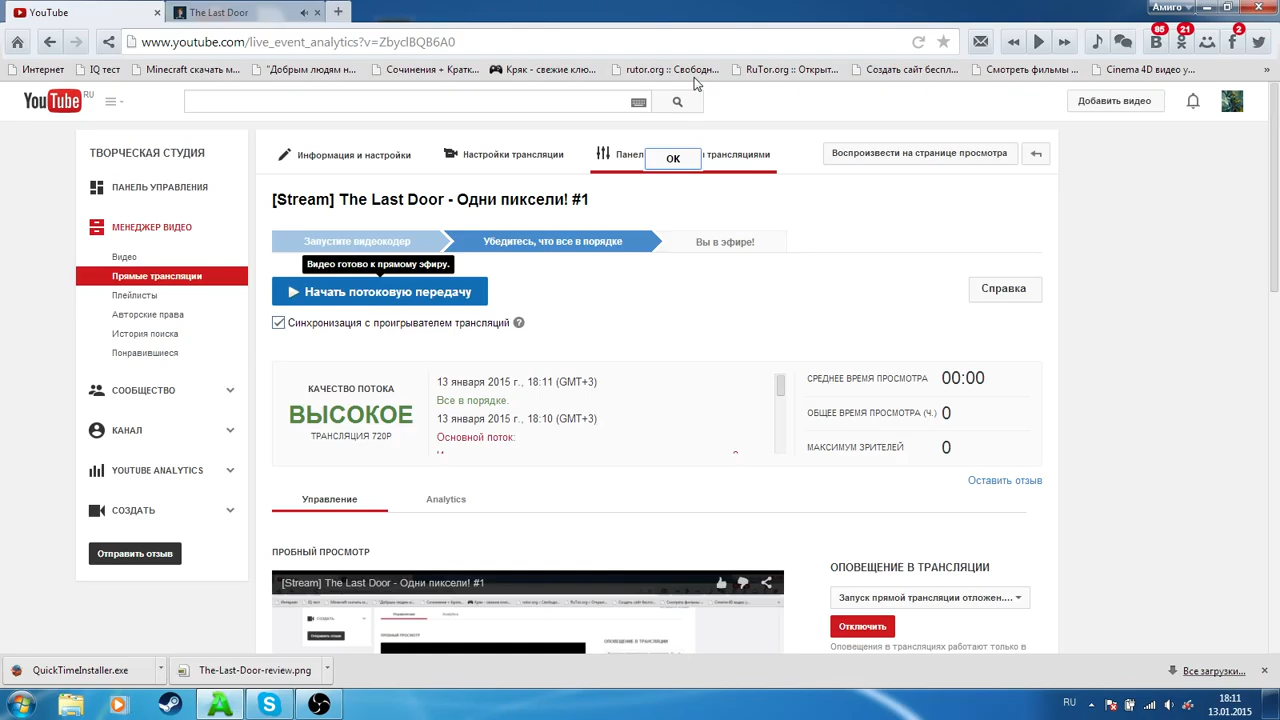 YouTube
The Last Door
Амиго
www.youtube.com/live_event_analytics?v=ZbyclBQB6A0
85
21
2
Интернет
IQ тест
Minecraft скачать м...
"Добрым людям н...
Сочинения + Кратк...
Кряк - свежие клю...
rutor.org :: Свободн...
RuTor.Org :: Открыт...
Создать сайт беспл...
Смотреть фильмы ...
Cinema 4D видео у...
»
YouTube RU
Добавить видео
ТВОРЧЕСКАЯ СТУДИЯ
ПАНЕЛЬ УПРАВЛЕНИЯ
МЕНЕДЖЕР ВИДЕО
Видео
Прямые трансляции
Плейлисты
Авторские права
История поиска
Понравившиеся
СООБЩЕСТВО
КАНАЛ
YOUTUBE ANALYTICS
СОЗДАТЬ
Отправить отзыв
Информация и настройки
Настройки трансляции
Панел
OK
трансляциями
Воспроизвести на странице просмотра
[Stream] The Last Door - Одни пиксели! #1
Запустите видеокодер
Убедитесь, что все в порядке
Вы в эфире!
Видео готово к прямому эфиру.
Начать потоковую передачу
Справка
Синхронизация с проигрывателем трансляций ?
КАЧЕСТВО ПОТОКА
ВЫСОКОЕ
ТРАНСЛЯЦИЯ 720P
13 января 2015 г., 18:11 (GMT+3)
Все в порядке.
13 января 2015 г., 18:10 (GMT+3)
Основной поток:
СРЕДНЕЕ ВРЕМЯ ПРОСМОТРА 00:00
ОБЩЕЕ ВРЕМЯ ПРОСМОТРА (Ч.) 0
МАКСИМУМ ЗРИТЕЛЕЙ 0
Оставить отзыв
Управление
Analytics
ПРОБНЫЙ ПРОСМОТР
[Stream] The Last Door - Одни пиксели! #1
ОПОВЕЩЕНИЕ В ТРАНСЛЯЦИИ
Запуск прямой трансляции отложен....
Отключить
Оповещения в трансляциях работают только в
QuickTimeInstaller.exe
The-Last-Door-review.png
Все загрузки...
RU
18:11
13.01.2015